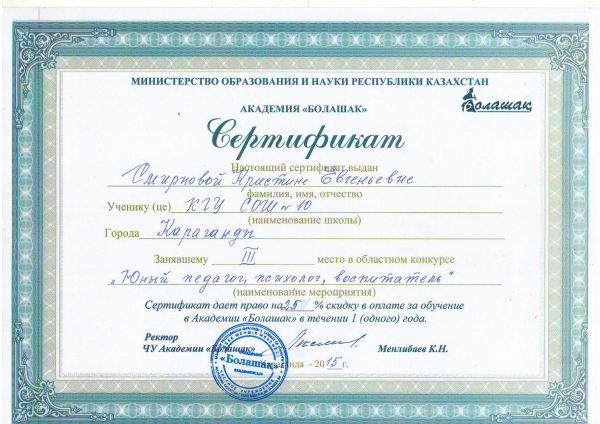 МИНИСТЕРСТВО ОБРАЗОВАНИЯ И НАУКИ РЕСПУБЛИКИ КАЗАХСТАН
Болашак
АКАДЕМИЯ «БОЛАШАК»
Сертификат
Настоящий сертификат выдан
Смирновой Кристине Евгеньевне
фамилия, имя, отчество
Ученику (це) КГУ СОШ № 10
(наименование школы)
Города Караганды
Занявшему III место в областном конкурсе
„Юный педагог, психолог, воспитатель"
(наименование мероприятия)
Сертификат дает право на 25 % скидку в оплате за обучение
в Академии «Болашак» в течении 1 (одного) года.
Ректор
ЧУ Академии «Болашак» Менлибаев К.Н.
«Болашак»
Караганда - 2015 г.